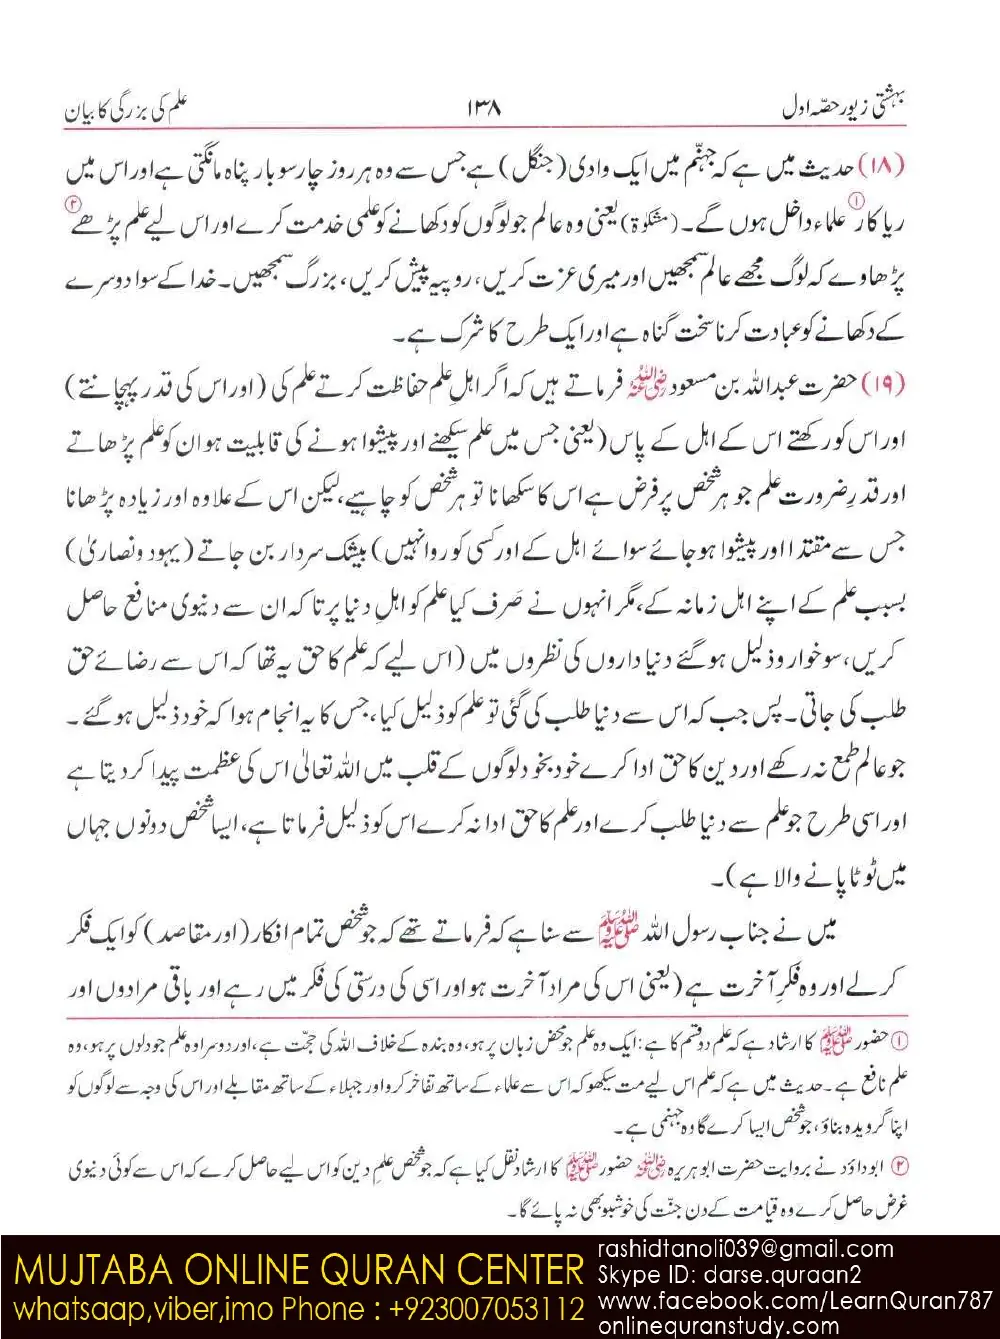 بہشتی زیور حصّہ اول ۱۳۸ علم کی بزرگی کا بیان
(۱۸) حدیث میں ہے کہ جہنّم میں ایک وادی (جنگل) ہے جس سے وہ ہر روز چار سو بار پناہ مانگتی ہے اور اس میں
ریا کار① علماء داخل ہوں گے۔ (مشکوٰۃ) یعنی وہ عالم جو لوگوں کو دکھانے کو علمی خدمت کرے اور اس لیے علم پڑھے②
پڑھاوے کہ لوگ مجھے عالم سمجھیں اور میری عزت کریں، روپیہ پیش کریں، بزرگ سمجھیں۔ خدا کے سوا دوسرے
کے دکھانے کو عبادت کرنا سخت گناہ ہے اور ایک طرح کا شرک ہے۔
(۱۹) حضرت عبداللہ بن مسعود رضی اللہ عنہ فرماتے ہیں کہ اگر اہلِ علم حفاظت کرتے علم کی (اور اس کی قدر پہچانتے)
اور اس کو رکھتے اس کے اہل کے پاس (یعنی جس میں علم سیکھنے اور پیشوا ہونے کی قابلیت ہو ان کو علم پڑھاتے
اور قدرِ ضرورت علم جو ہر شخص پر فرض ہے اس کا سکھانا تو ہر شخص کو چاہیے، لیکن اس کے علاوہ اور زیادہ پڑھانا
جس سے مقتدا اور پیشوا ہو جائے سوائے اہل کے اور کسی کو روا نہیں) بیشک سردار بن جاتے (یہود و نصاریٰ)
بسبب علم کے اپنے اہل زمانہ کے، مگر انہوں نے صَرف کیا علم کو اہلِ دنیا پر تا کہ ان سے دنیوی منافع حاصل
کریں، سو خوار و ذلیل ہو گئے دنیا داروں کی نظروں میں (اس لیے کہ علم کا حق یہ تھا کہ اس سے رضائے حق
طلب کی جاتی۔ پس جب کہ اس سے دنیا طلب کی گئی تو علم کو ذلیل کیا، جس کا یہ انجام ہوا کہ خود ذلیل ہو گئے۔
جو عالم طمع نہ رکھے اور دین کا حق ادا کرے خود بخود لوگوں کے قلب میں اللہ تعالیٰ اس کی عظمت پیدا کر دیتا ہے
اور اسی طرح جو علم سے دنیا طلب کرے اور علم کا حق ادا نہ کرے اس کو ذلیل فرماتا ہے، ایسا شخص دونوں جہاں
میں ٹوٹا پانے والا ہے)۔
میں نے جناب رسول اللہ ﷺ سے سنا ہے کہ فرماتے تھے کہ جو شخص تمام افکار (اور مقاصد) کو ایک فکر
کر لے اور وہ فکرِ آخرت ہے (یعنی اس کی مراد آخرت ہو اور اسی کی درستی کی فکر میں رہے اور باقی مرادوں اور
① حضور ﷺ کا ارشاد ہے کہ علم دو قسم کا ہے: ایک وہ علم جو محض زبان پر ہو، وہ بندہ کے خلاف اللہ کی حجّت ہے، اور دوسرا وہ علم جو دلوں پر ہو، وہ
علم نافع ہے۔ حدیث میں ہے کہ علم اس لیے مت سیکھو کہ اس سے علماء کے ساتھ تفاخر کرو اور جہلاء کے ساتھ مقابلے اور اس کی وجہ سے لوگوں کو
اپنا گرویدہ بناؤ، جو شخص ایسا کرے گا وہ جہنمی ہے۔
② ابو داؤد نے بروایت حضرت ابو ہریرہ رضی اللہ عنہ حضور ﷺ کا ارشاد نقل کیا ہے کہ جو شخص علمِ دین کو اس لیے حاصل کرے کہ اس سے کوئی دنیوی
غرض حاصل کرے وہ قیامت کے دن جنّت کی خوشبو بھی نہ پائے گا۔
MUJTABA ONLINE QURAN CENTER
whatsaap,viber,imo Phone : +923007053112
rashidtanoli039@gmail.com
Skype ID: darse.quraan2
www.facebook.com/LearnQuran787
onlinequranstudy.com